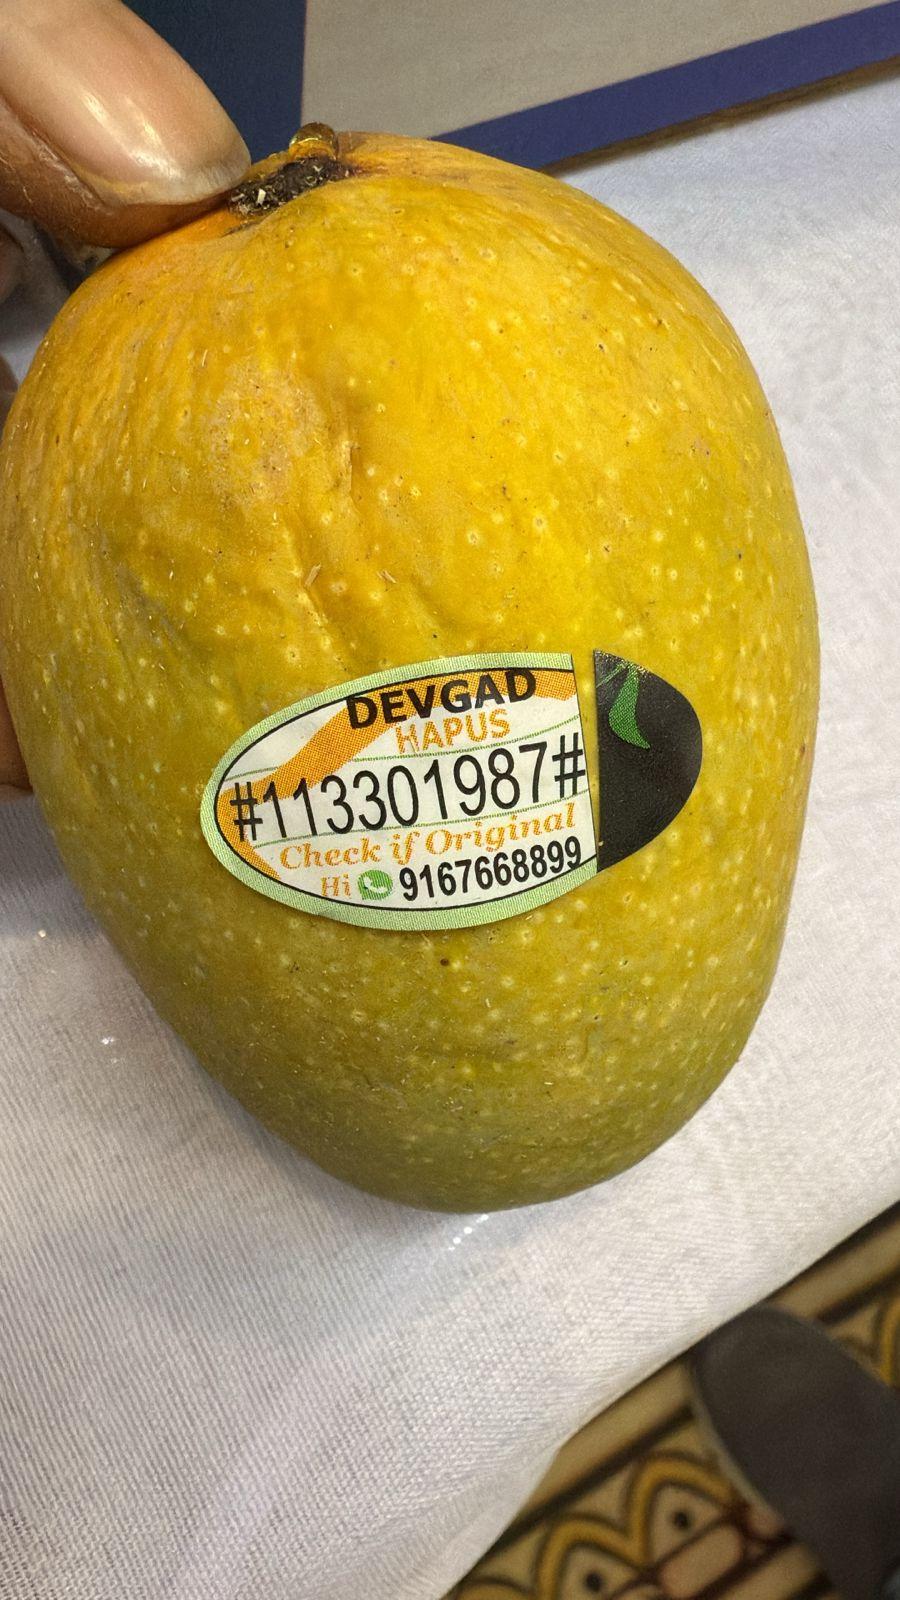 DEVGAD
HAPUS
#113301987#
Check if Original
Hi 9167668899